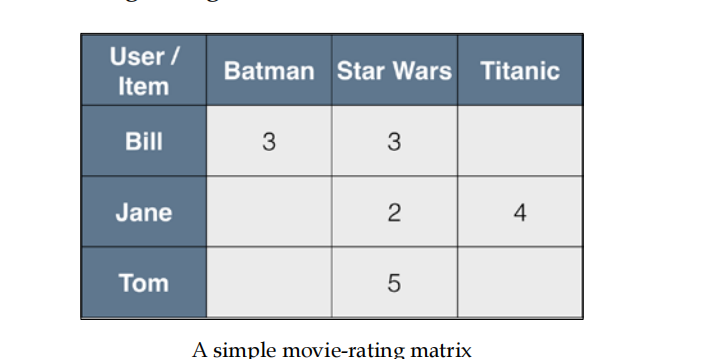 User / Item Batman Star Wars Titanic
Bill 3 3
Jane 2 4
Tom 5
A simple movie-rating matrix